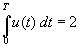 ∫₀ᵀ u(t) dt = 2